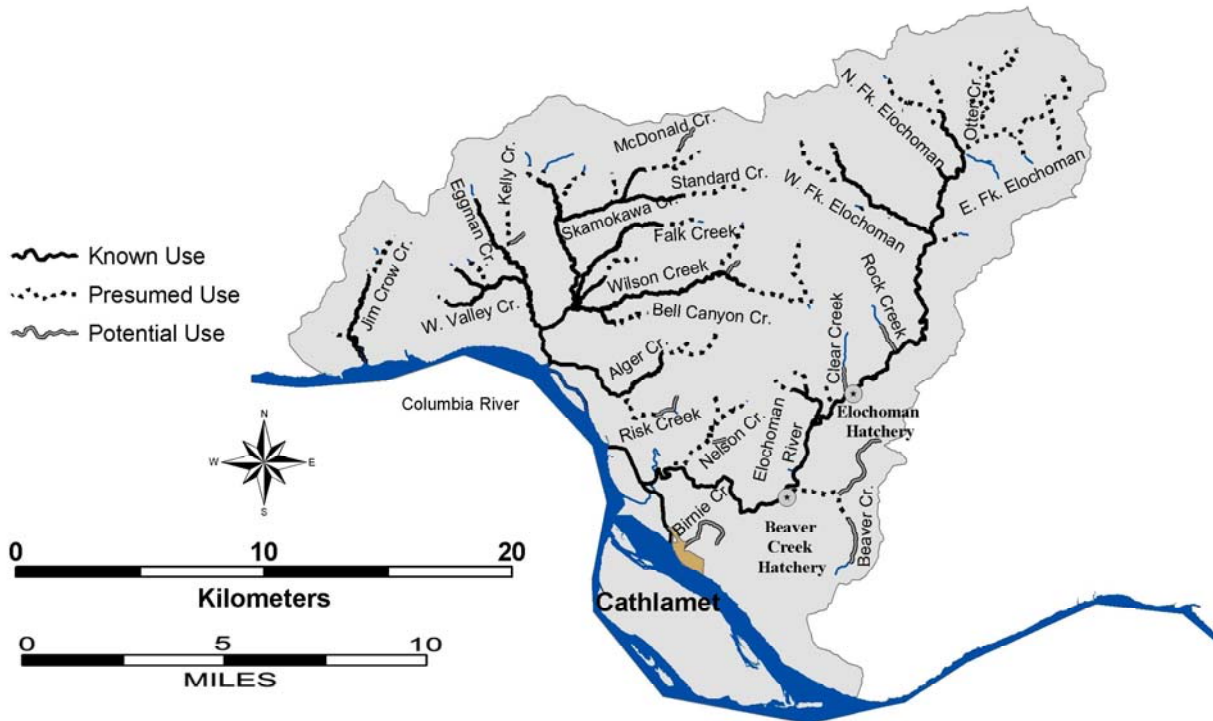 N. Fk. Elochoman
Otter Cr.
McDonald Cr.
Kelly Cr.
Eggman Cr.
Standard Cr.
Skamokawa Cr.
W. Fk. Elochoman
E. Fk. Elochoman
Known Use
Presumed Use
Potential Use
Jim Crow Cr.
Falk Creek
Wilson Creek
W. Valley Cr.
Bell Canyon Cr.
Rock Creek
Clear Creek
Alger Cr.
Columbia River
Risk Creek
Nelson Cr.
Elochoman
River
Elochoman
Hatchery
N
W
E
S
Birnie Cr.
Beaver
Creek
Hatchery
Beaver Cr.
0 10 20
Kilometers
Cathlamet
0 5 10
MILES